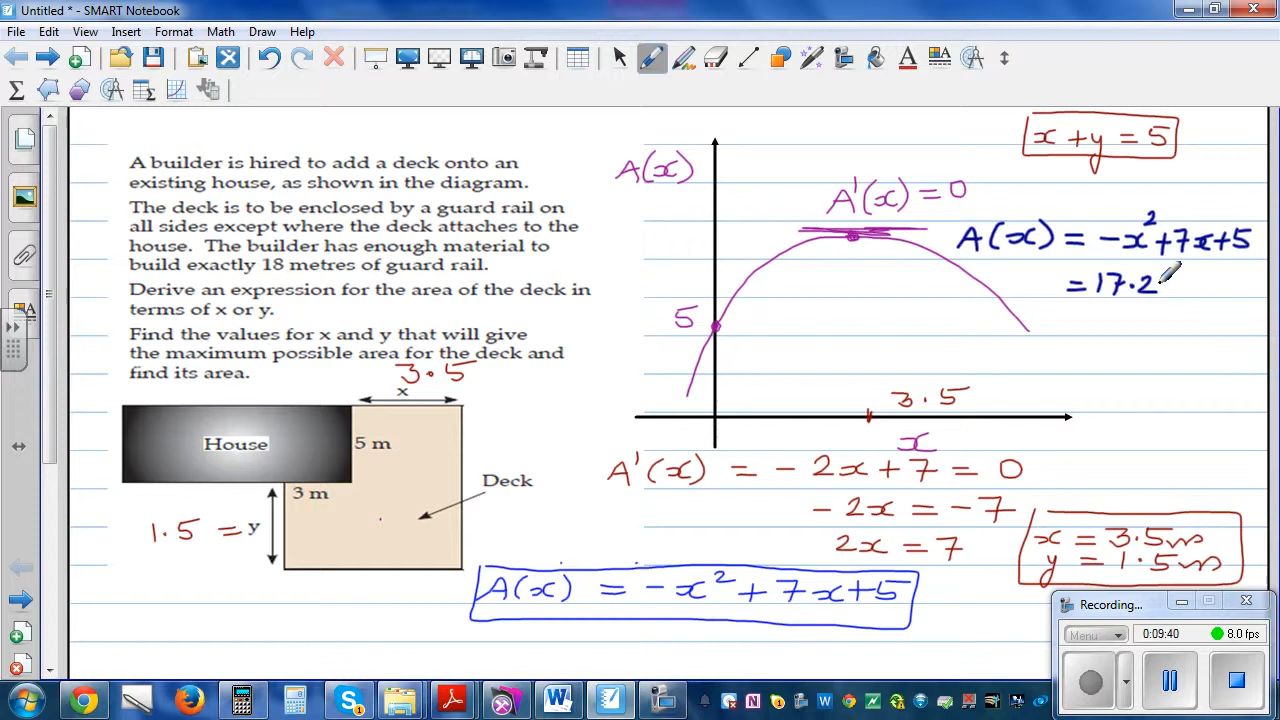 Untitled * - SMART Notebook
File Edit View Insert Format Math Draw Help
A builder is hired to add a deck onto an
existing house, as shown in the diagram.
The deck is to be enclosed by a guard rail on
all sides except where the deck attaches to the
house. The builder has enough material to
build exactly 18 metres of guard rail.
Derive an expression for the area of the deck in
terms of x or y.
Find the values for x and y that will give
the maximum possible area for the deck and
find its area.
3.5
x
House
5 m
3 m
Deck
1.5 = y
x + y = 5
A(x)
A'(x) = 0
A(x) = -x² + 7x + 5
= 17.2
5
3.5
x
A'(x) = -2x + 7 = 0
-2x = -7
2x = 7
x = 3.5m
y = 1.5m
A(x) = -x² + 7x + 5
Recording...
Menu
0:09:40
8.0 fps
6:20 PM